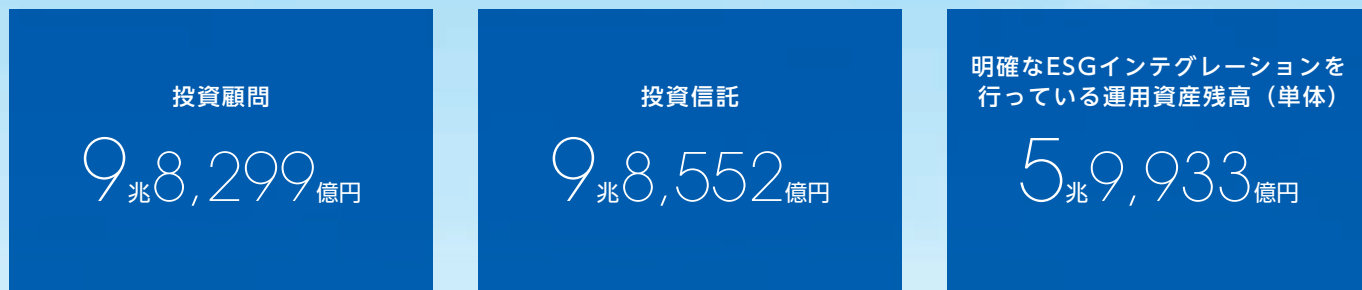 投資顧問
9兆8,299億円
投資信託
9兆8,552億円
明確なESGインテグレーションを
行っている運用資産残高（単体）
5兆9,933億円